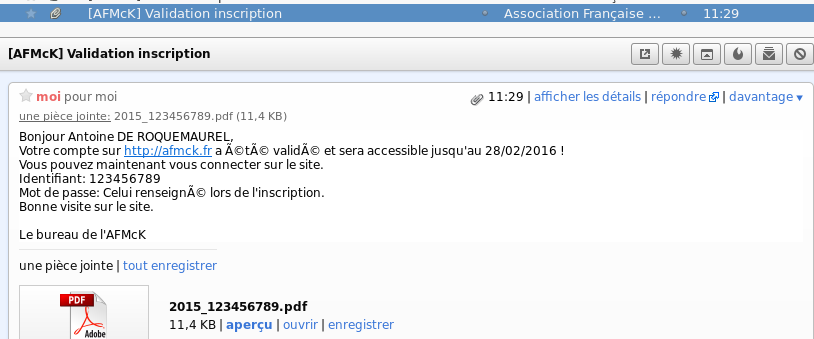 [AFMcK] Validation inscription Association Française ... 11:29
[AFMcK] Validation inscription
moi pour moi 11:29 | afficher les détails | répondre | davantage ▾
une pièce jointe: 2015_123456789.pdf (11,4 KB)
Bonjour Antoine DE ROQUEMAUREL,
Votre compte sur http://afmck.fr a Ã©tÃ© validÃ© et sera accessible jusqu'au 28/02/2016 !
Vous pouvez maintenant vous connecter sur le site.
Identifiant: 123456789
Mot de passe: Celui renseignÃ© lors de l'inscription.
Bonne visite sur le site.
Le bureau de l'AFMcK
une pièce jointe | tout enregistrer
PDF
Adobe
2015_123456789.pdf
11,4 KB | aperçu | ouvrir | enregistrer